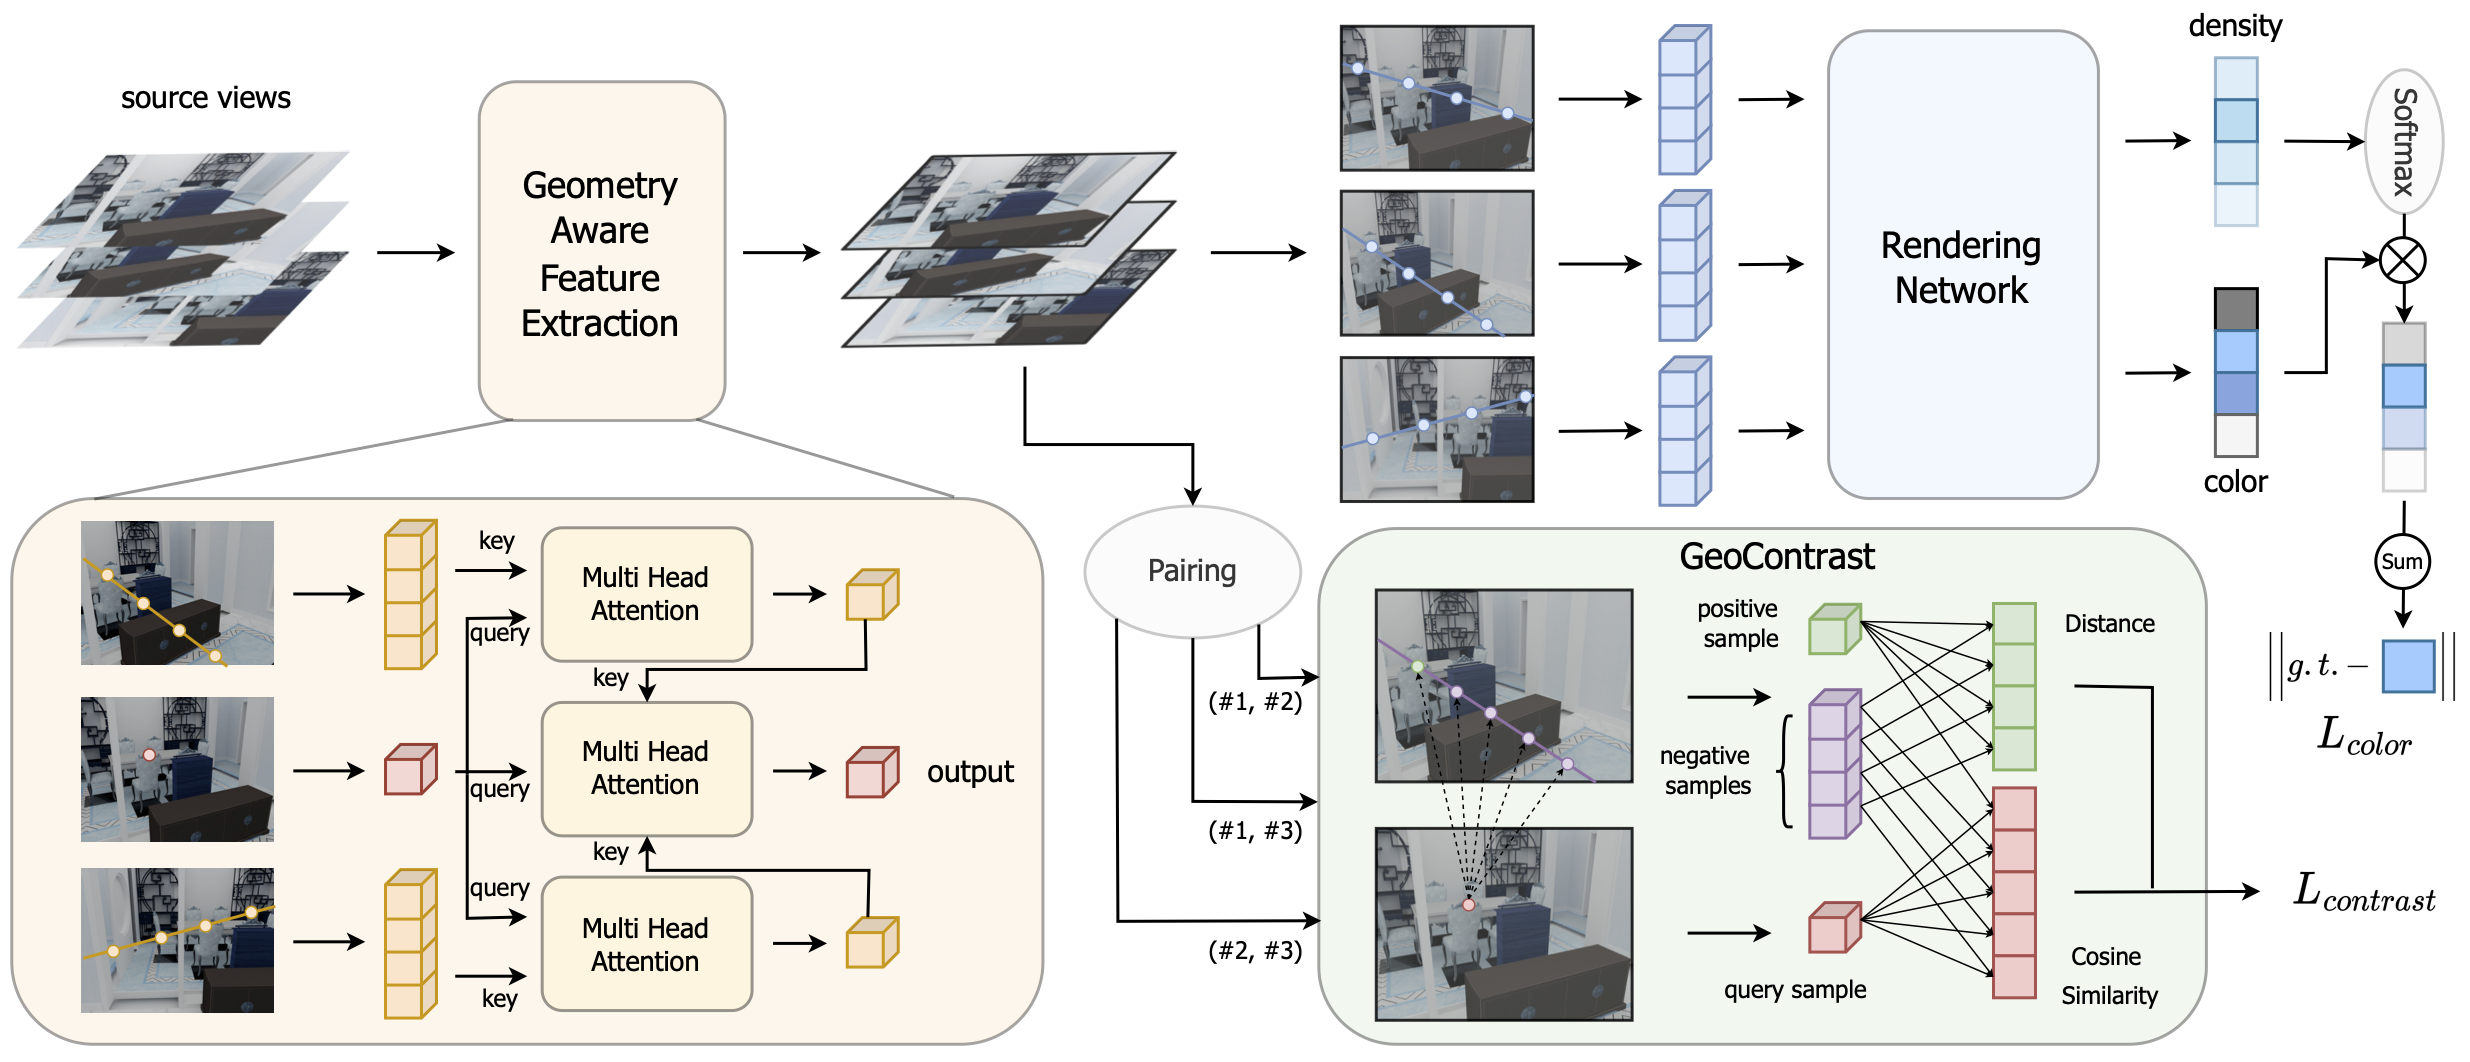 source views
Geometry
Aware
Feature
Extraction
Rendering
Network
density
Softmax
color
Sum
||g.t.- ||
L_{color}
key
query
Multi Head
Attention
key
query
Multi Head
Attention
output
key
query
Multi Head
Attention
key
Pairing
(#1, #2)
(#1, #3)
(#2, #3)
GeoContrast
positive
sample
negative
samples
query sample
Distance
Cosine
Similarity
L_{contrast}